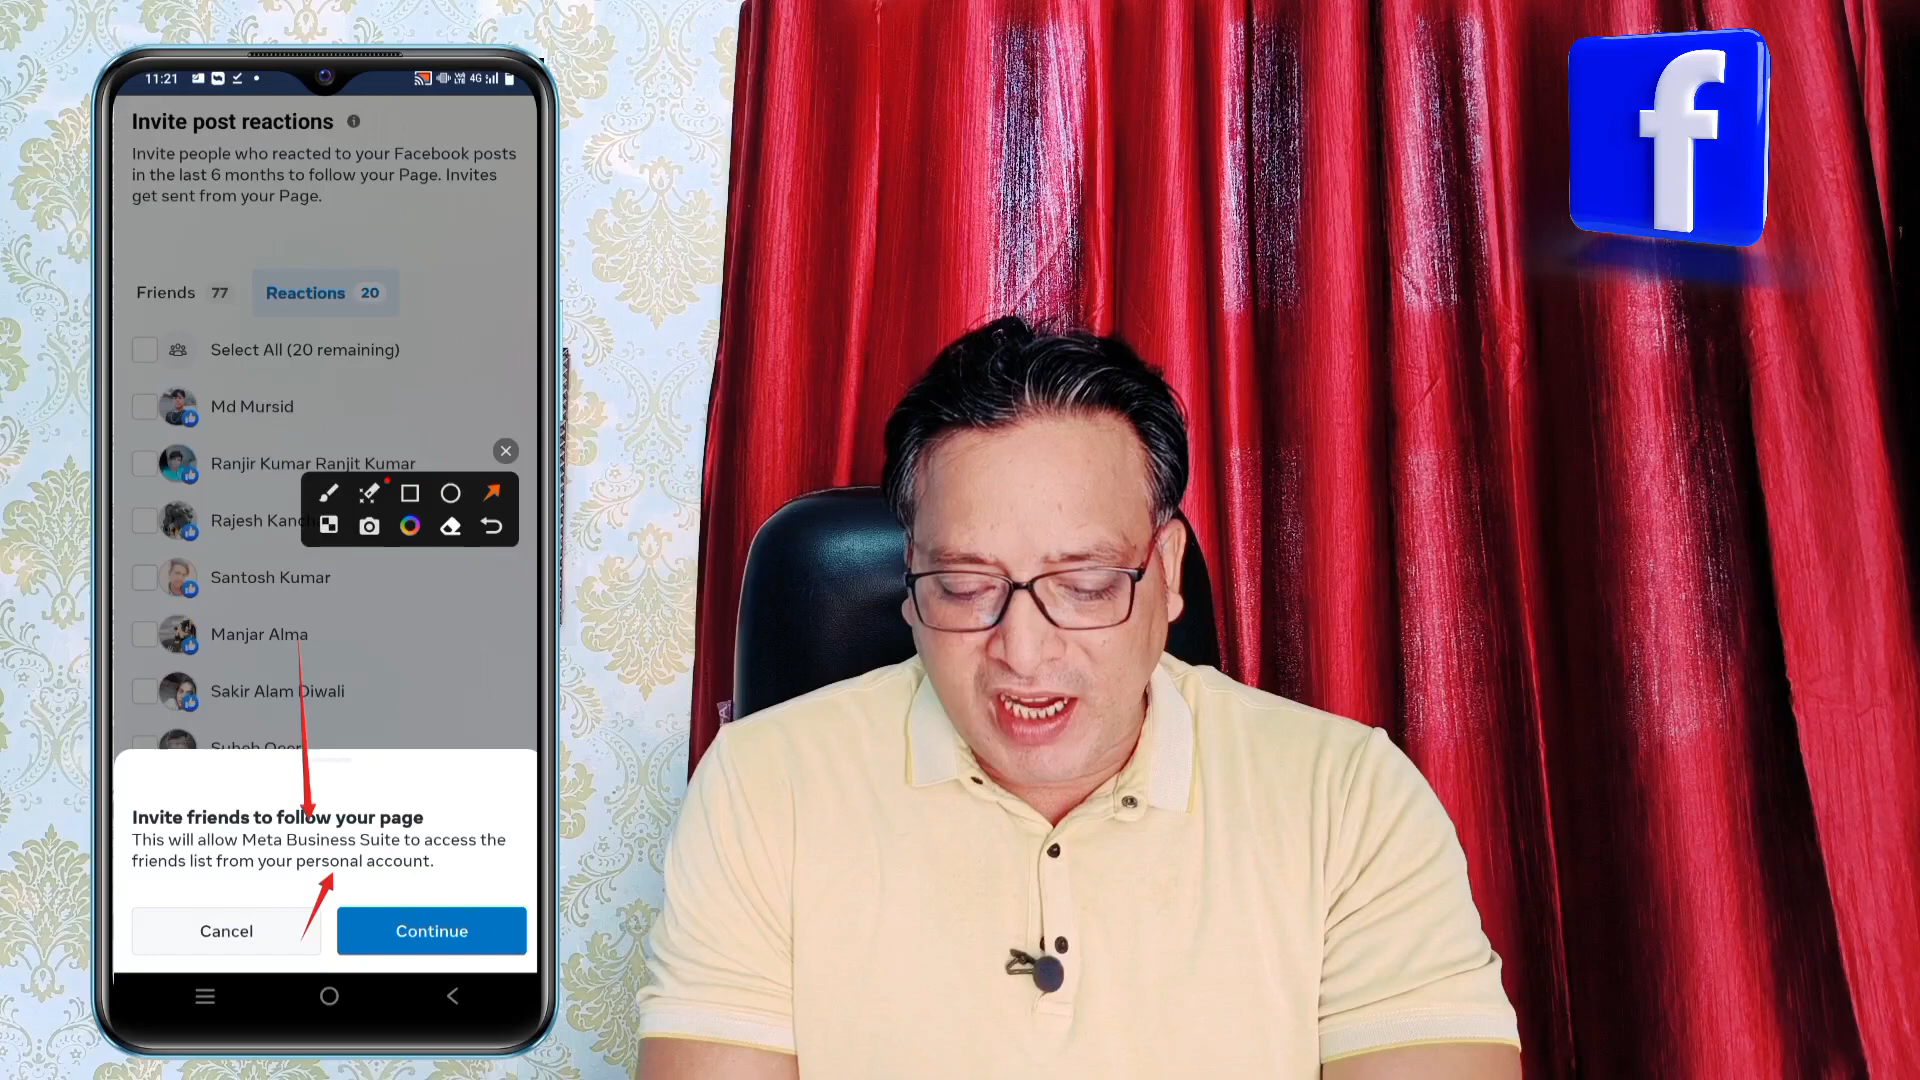 11:21
4G
Invite post reactions
Invite people who reacted to your Facebook posts
in the last 6 months to follow your Page. Invites
get sent from your Page.
Friends 77 Reactions 20
Select All (20 remaining)
Md Mursid
Ranjir Kumar Ranjit Kumar
Rajesh
Santosh Kumar
Manjar Alma
Sakir Alam Diwali
Invite friends to follow your page
This will allow Meta Business Suite to access the
friends list from your personal account.
Cancel Continue
f